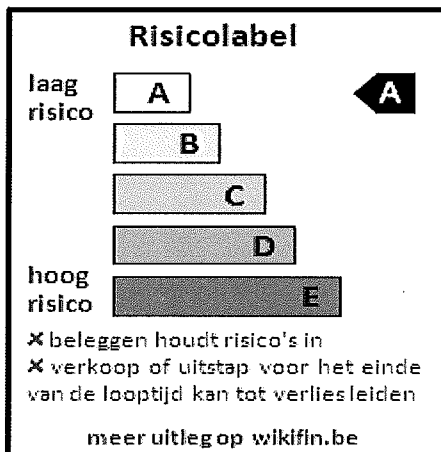 Risicolabel
laag risico
A
A
B
C
D
hoog risico
E
✘ beleggen houdt risico's in
✘ verkoop of uitstap voor het einde
van de looptijd kan tot verlies leiden
meer uitleg op wikifin.be